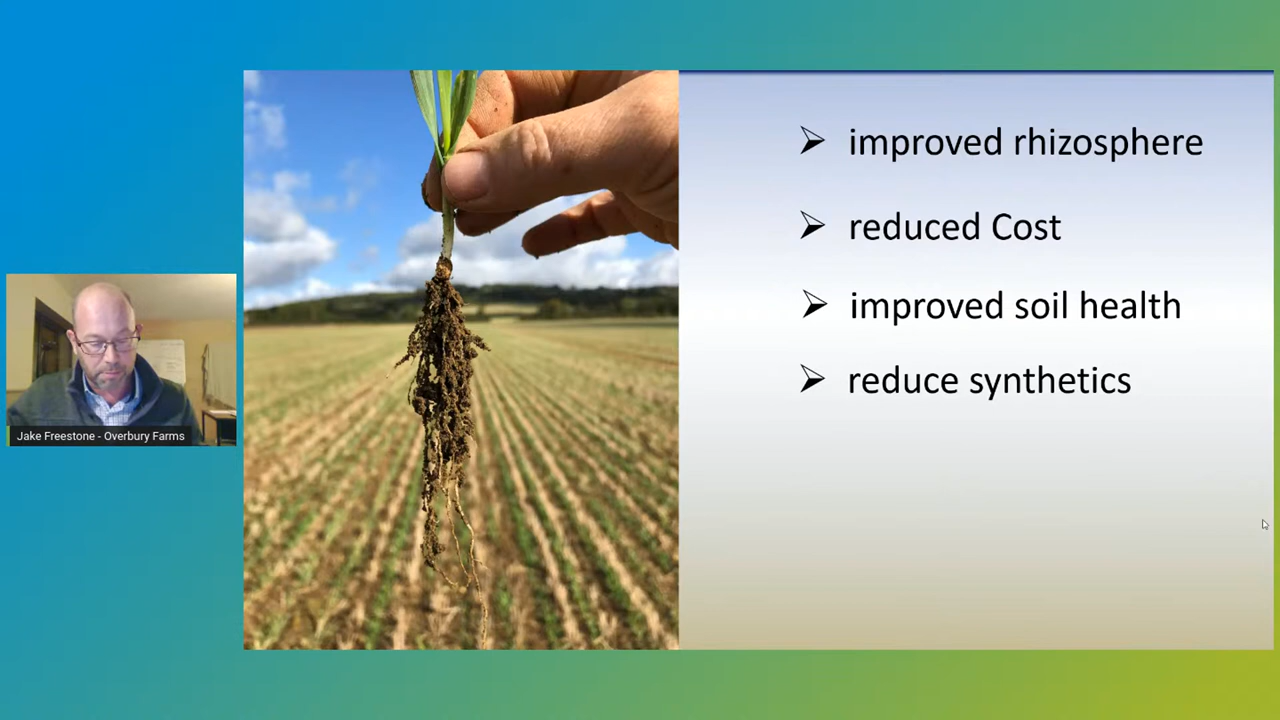 improved rhizosphere
reduced Cost
improved soil health
reduce synthetics
Jake Freestone - Overbury Farms